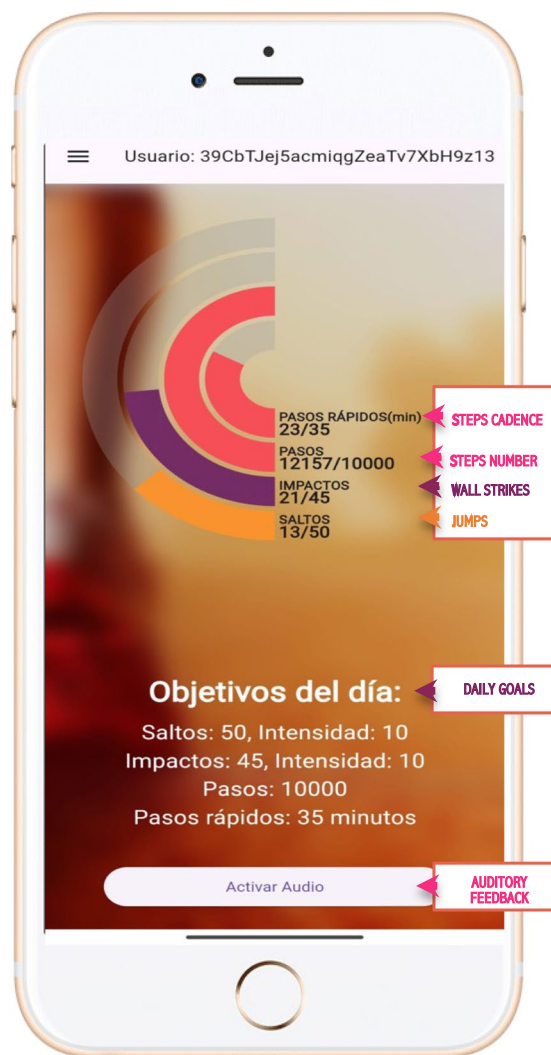 Usuario: 39CbTJej5acmiqgZeaTv7XbH9z13
PASOS RÁPIDOS(min)
23/35
PASOS
12157/10000
IMPACTOS
21/45
SALTOS
13/50
STEPS CADENCE
STEPS NUMBER
WALL STRIKES
JUMPS
Objetivos del día:
DAILY GOALS
Saltos: 50, Intensidad: 10
Impactos: 45, Intensidad: 10
Pasos: 10000
Pasos rápidos: 35 minutos
Activar Audio
AUDITORY
FEEDBACK